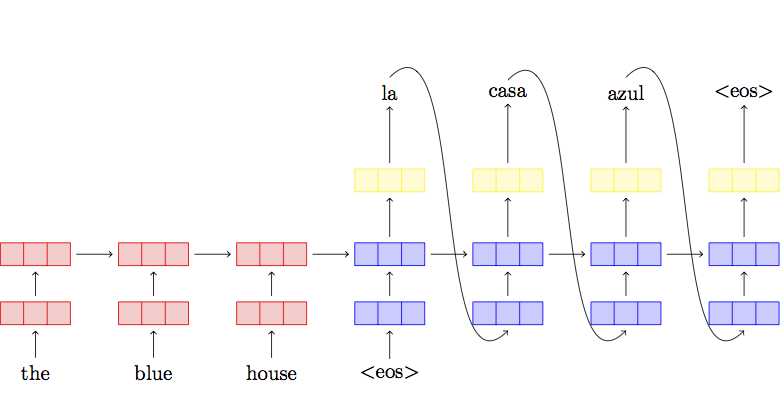 la casa azul <eos>
the blue house <eos>